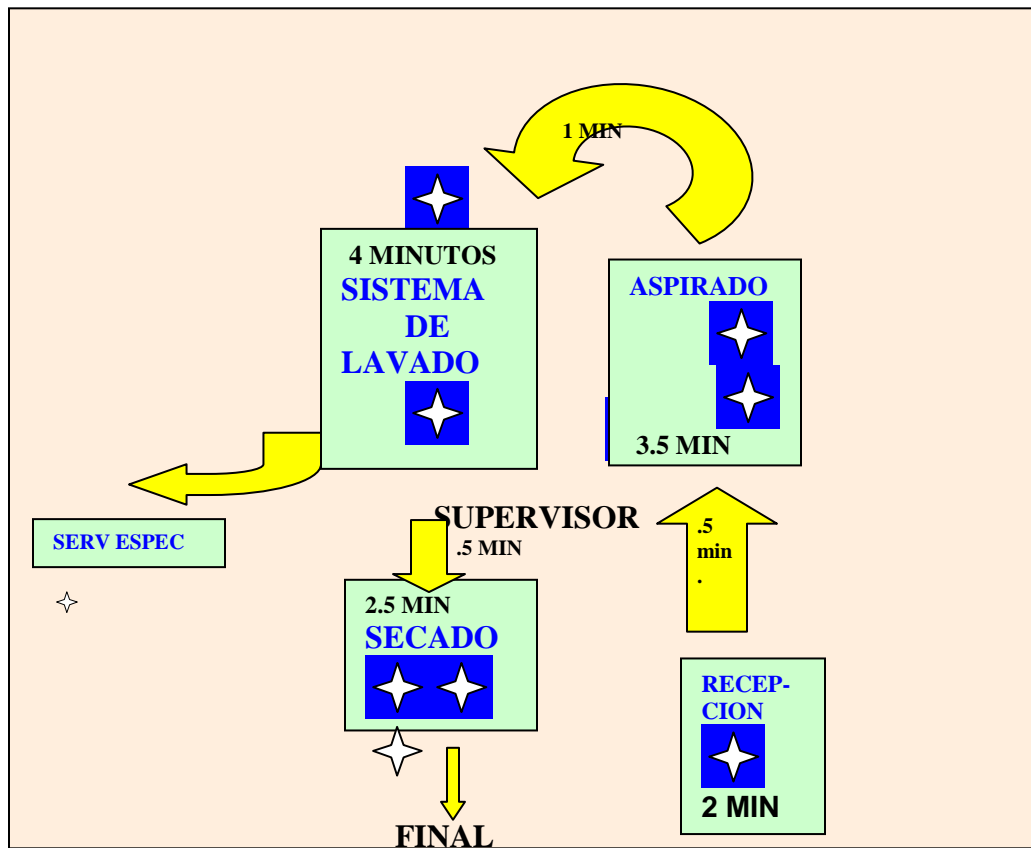 1 MIN
4 MINUTOS
SISTEMA
DE
LAVADO
ASPIRADO
3.5 MIN
SERV ESPEC
SUPERVISOR
.5 MIN
.5
min
.
2.5 MIN
SECADO
RECEP-
CION
2 MIN
FINAL